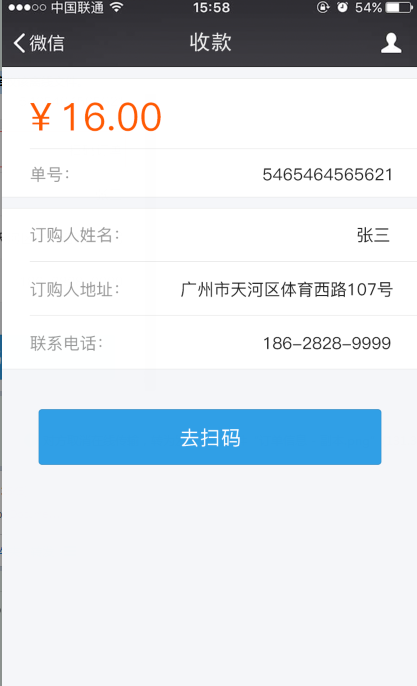 中国联通 15:58 54%
微信 收款
¥ 16.00
单号： 5465464565621
订购人姓名： 张三
订购人地址： 广州市天河区体育西路107号
联系电话： 186-2828-9999
去扫码